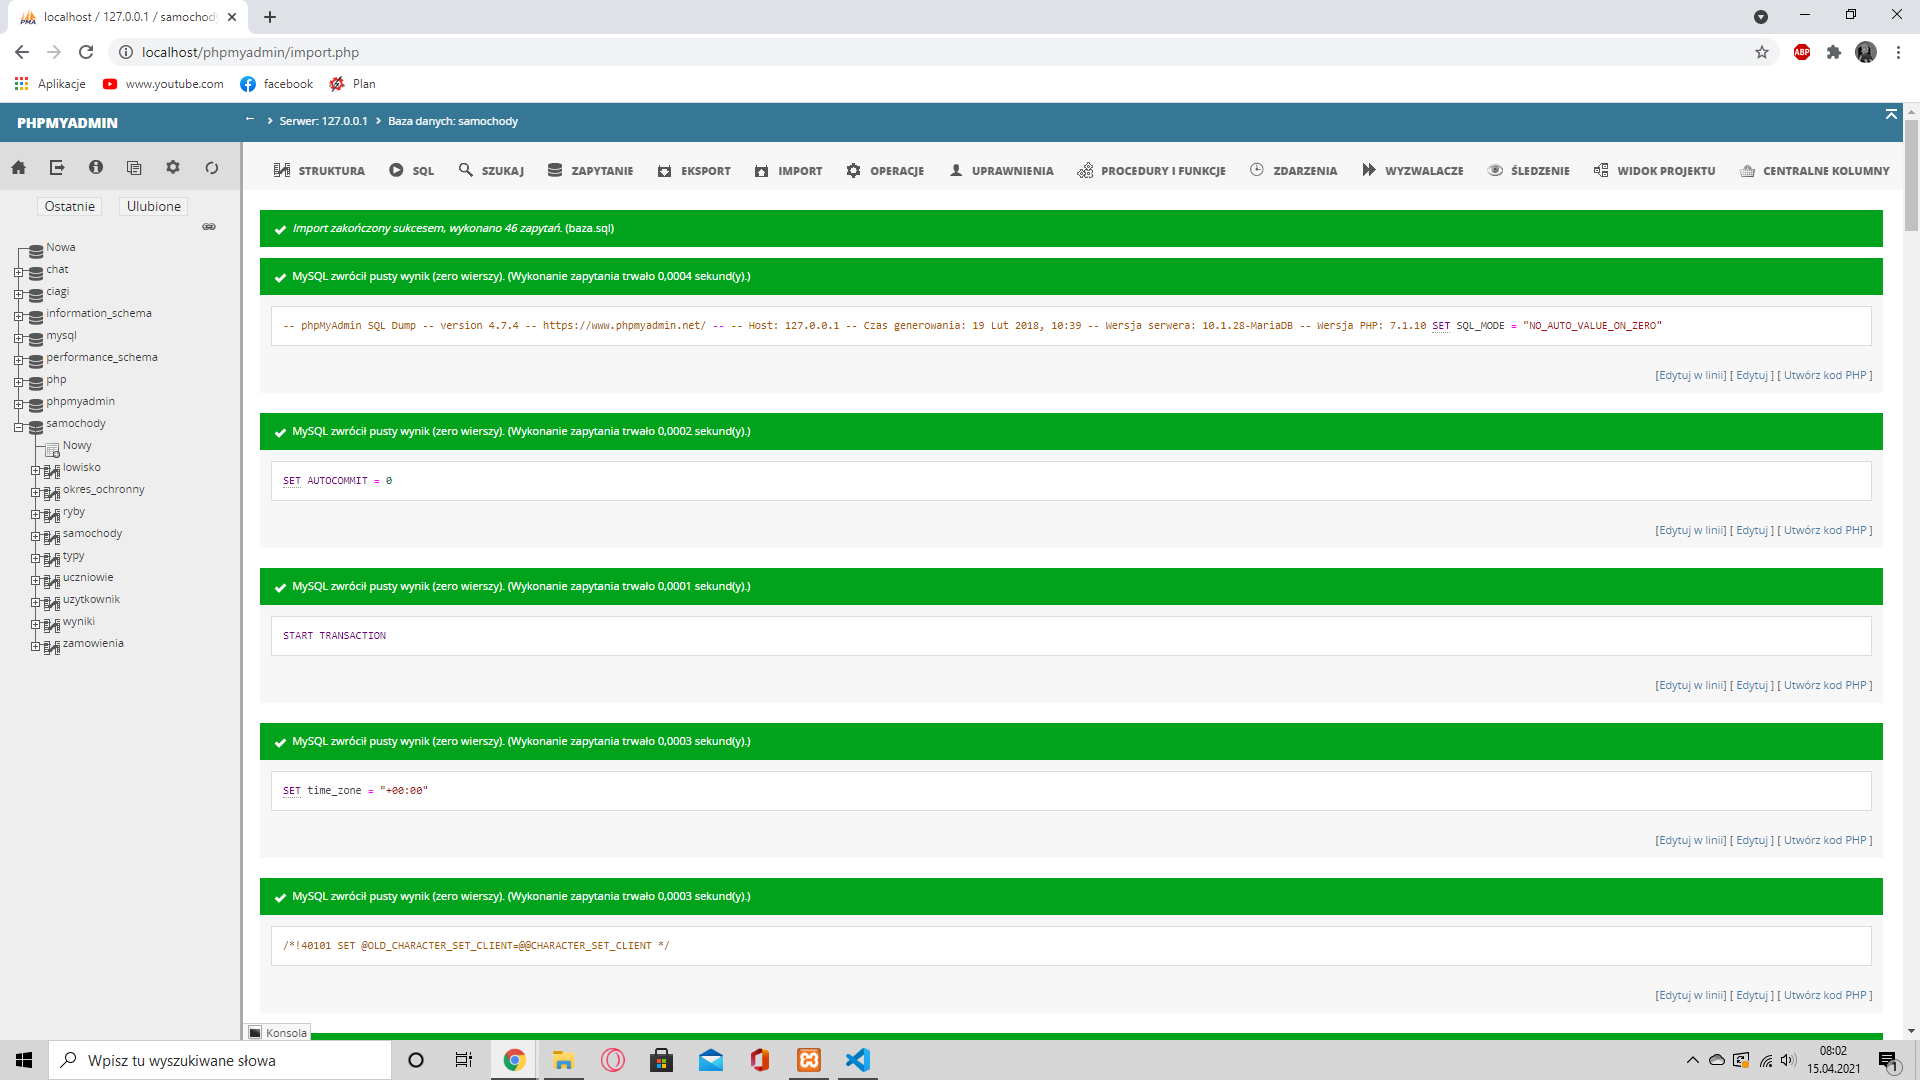 localhost / 127.0.0.1 / samochody
localhost/phpmyadmin/import.php
ABP
Aplikacje
www.youtube.com
facebook
Plan
PHPMYADMIN
Serwer: 127.0.0.1
Baza danych: samochody
STRUKTURA
SQL
SZUKAJ
ZAPYTANIE
EKSPORT
IMPORT
OPERACJE
UPRAWNIENIA
PROCEDURY I FUNKCJE
ZDARZENIA
WYZWALACZE
ŚLEDZENIE
WIDOK PROJEKTU
CENTRALNE KOLUMNY
Ostatnie
Ulubione
Nowa
chat
ciagi
information_schema
mysql
performance_schema
php
phpmyadmin
samochody
Nowy
lowisko
okres_ochronny
ryby
samochody
typy
uczniowie
uzytkownik
wyniki
zamowienia
Import zakończony sukcesem, wykonano 46 zapytań. (baza.sql)
MySQL zwrócił pusty wynik (zero wierszy). (Wykonanie zapytania trwało 0,0004 sekund(y).)
-- phpMyAdmin SQL Dump -- version 4.7.4 -- https://www.phpmyadmin.net/ -- -- Host: 127.0.0.1 -- Czas generowania: 19 Lut 2018, 10:39 -- Wersja serwera: 10.1.28-MariaDB -- Wersja PHP: 7.1.10 SET SQL_MODE = "NO_AUTO_VALUE_ON_ZERO"
[Edytuj w linii] [ Edytuj ] [ Utwórz kod PHP ]
MySQL zwrócił pusty wynik (zero wierszy). (Wykonanie zapytania trwało 0,0002 sekund(y).)
SET AUTOCOMMIT = 0
[Edytuj w linii] [ Edytuj ] [ Utwórz kod PHP ]
MySQL zwrócił pusty wynik (zero wierszy). (Wykonanie zapytania trwało 0,0001 sekund(y).)
START TRANSACTION
[Edytuj w linii] [ Edytuj ] [ Utwórz kod PHP ]
MySQL zwrócił pusty wynik (zero wierszy). (Wykonanie zapytania trwało 0,0003 sekund(y).)
SET time_zone = "+00:00"
[Edytuj w linii] [ Edytuj ] [ Utwórz kod PHP ]
MySQL zwrócił pusty wynik (zero wierszy). (Wykonanie zapytania trwało 0,0003 sekund(y).)
/*!40101 SET @OLD_CHARACTER_SET_CLIENT=@@CHARACTER_SET_CLIENT */
[Edytuj w linii] [ Edytuj ] [ Utwórz kod PHP ]
Konsola
Wpisz tu wyszukiwane słowa
08:02
15.04.2021
1